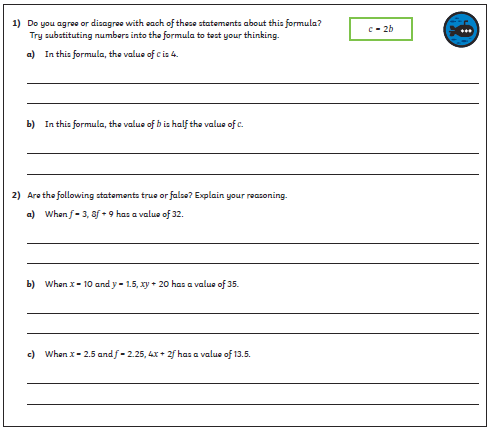 1) Do you agree or disagree with each of these statements about this formula?
Try substituting numbers into the formula to test your thinking.
c = 2b
a) In this formula, the value of c is 4.
b) In this formula, the value of b is half the value of c.
2) Are the following statements true or false? Explain your reasoning.
a) When f = 3, 8f + 9 has a value of 32.
b) When x = 10 and y = 1.5, xy + 20 has a value of 35.
c) When x = 2.5 and f = 2.25, 4x + 2f has a value of 13.5.